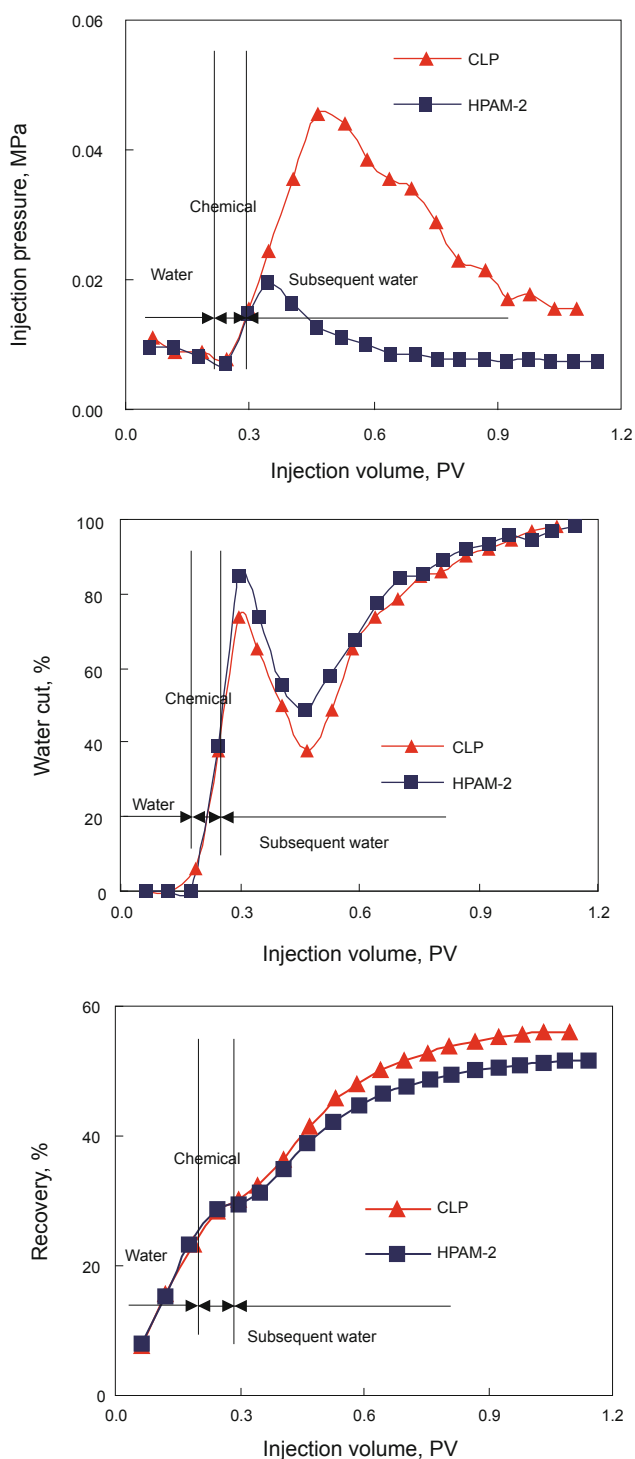 0.06
CLP
HPAM-2
0.04
Chemical
Water
Subsequent water
0.02
0.00
0.0 0.3 0.6 0.9 1.2
Injection pressure, MPa
Injection volume, PV
100
80
Chemical
60
40
CLP
HPAM-2
Water
20
Subsequent water
0
0.0 0.3 0.6 0.9 1.2
Water cut, %
Injection volume, PV
60
40
Chemical
CLP
HPAM-2
Water
20
Subsequent water
0
0.0 0.3 0.6 0.9 1.2
Recovery, %
Injection volume, PV